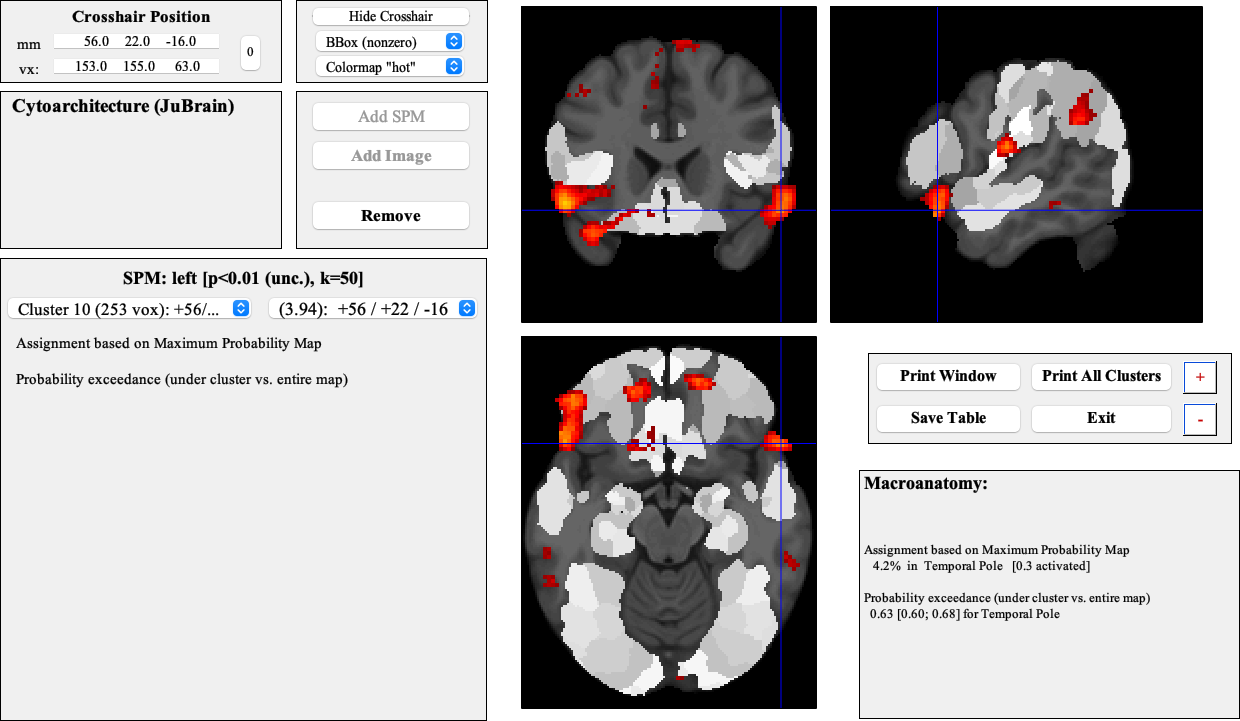 Crosshair Position
mm 56.0 22.0 -16.0
vx: 153.0 155.0 63.0
0
Hide Crosshair
BBox (nonzero)
Colormap "hot"
Cytoarchitecture (JuBrain)
Add SPM
Add Image
Remove
SPM: left [p<0.01 (unc.), k=50]
Cluster 10 (253 vox): +56/...
(3.94): +56 / +22 / -16
Assignment based on Maximum Probability Map
Probability exceedance (under cluster vs. entire map)
Print Window
Print All Clusters
+
Save Table
Exit
-
Macroanatomy:
Assignment based on Maximum Probability Map
4.2% in Temporal Pole [0.3 activated]
Probability exceedance (under cluster vs. entire map)
0.63 [0.60; 0.68] for Temporal Pole